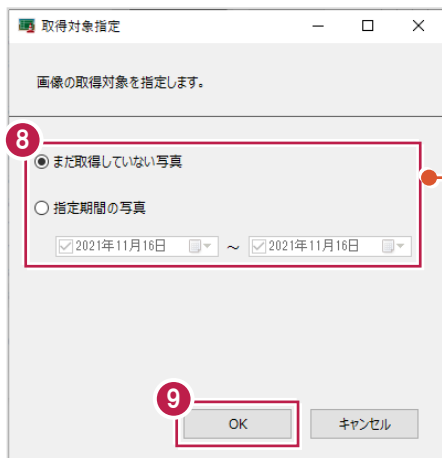 取得対象指定
画像の取得対象を指定します。
8
まだ取得していない写真
指定期間の写真
2021年11月16日 ～ 2021年11月16日
9
OK キャンセル